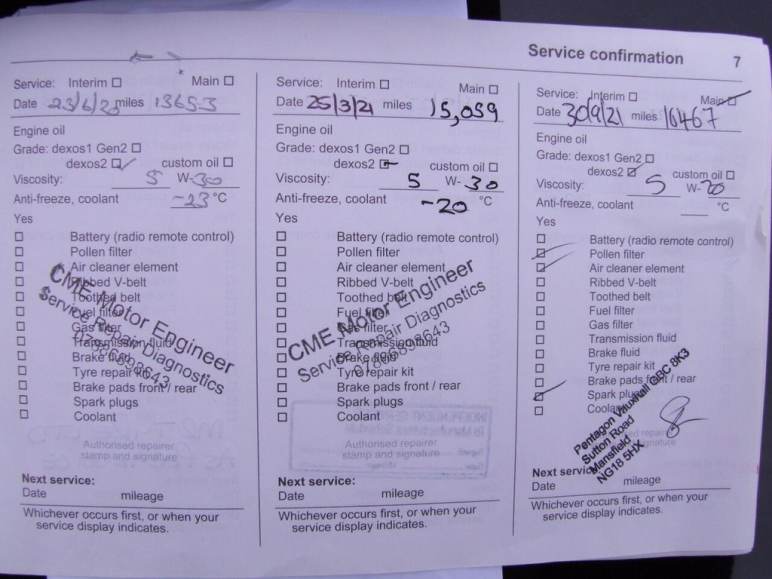 Service confirmation 7
Service: Interim Main
Date 23/6/20 miles 13653
Engine oil
Grade: dexos1 Gen2
dexos2 custom oil
Viscosity: 5 W-30
Anti-freeze, coolant -23 °C
Yes
Battery (radio remote control)
Pollen filter
Air cleaner element
Ribbed V-belt
Toothed belt
Fuel filter
Gas filter
Transmission fluid
Brake fluid
Tyre repair kit
Brake pads front / rear
Spark plugs
Coolant
CME Motor Engineer
Service Repair Diagnostics
07866898643
Authorised repairer
stamp and signature
Next service:
Date mileage
Whichever occurs first, or when your
service display indicates.
Service: Interim Main
Date 25/3/21 miles 15,059
Engine oil
Grade: dexos1 Gen2
dexos2 custom oil
Viscosity: 5 W-30
Anti-freeze, coolant -20 °C
Yes
Battery (radio remote control)
Pollen filter
Air cleaner element
Ribbed V-belt
Toothed belt
Fuel filter
Gas filter
Transmission fluid
Brake fluid
Tyre repair kit
Brake pads front / rear
Spark plugs
Coolant
CME Motor Engineer
Service Repair Diagnostics
07866898643
Authorised repairer
stamp and signature
Next service:
Date mileage
Whichever occurs first, or when your
service display indicates.
Service: Interim Main
Date 30/9/21 miles 16467
Engine oil
Grade: dexos1 Gen2
dexos2 custom oil
Viscosity: 5 W-
Anti-freeze, coolant °C
Yes
Battery (radio remote control)
Pollen filter
Air cleaner element
Ribbed V-belt
Toothed belt
Fuel filter
Gas filter
Transmission fluid
Brake fluid
Tyre repair kit
Brake pads front / rear
Spark plugs
Coolant
Pentagon Vauxhall GBC 8K3
Sutton Road
Mansfield
NG18 5HX
Next service:
Date mileage
Whichever occurs first, or when your
service display indicates.